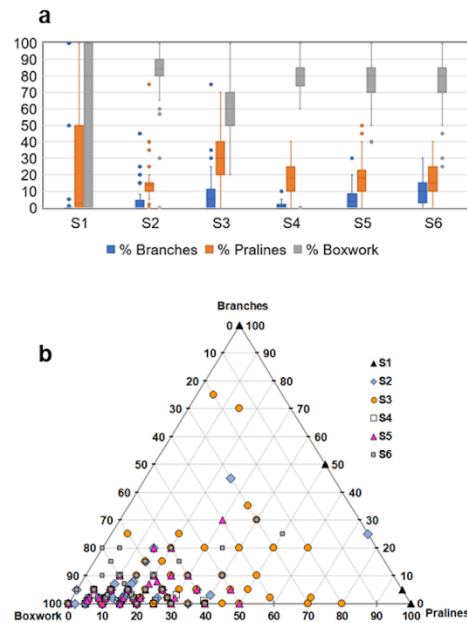 a
100
90
80
70
60
50
40
30
20
10
0
S1 S2 S3 S4 S5 S6
% Branches % Pralines % Boxwork
b
Branches
0 100
10 90
20 80
30 70
40 60
50 50
60 40
70 30
80 20
90 10
100 0
Boxwork 0 10 20 30 40 50 60 70 80 90 100 Pralines
S1
S2
S3
S4
S5
S6